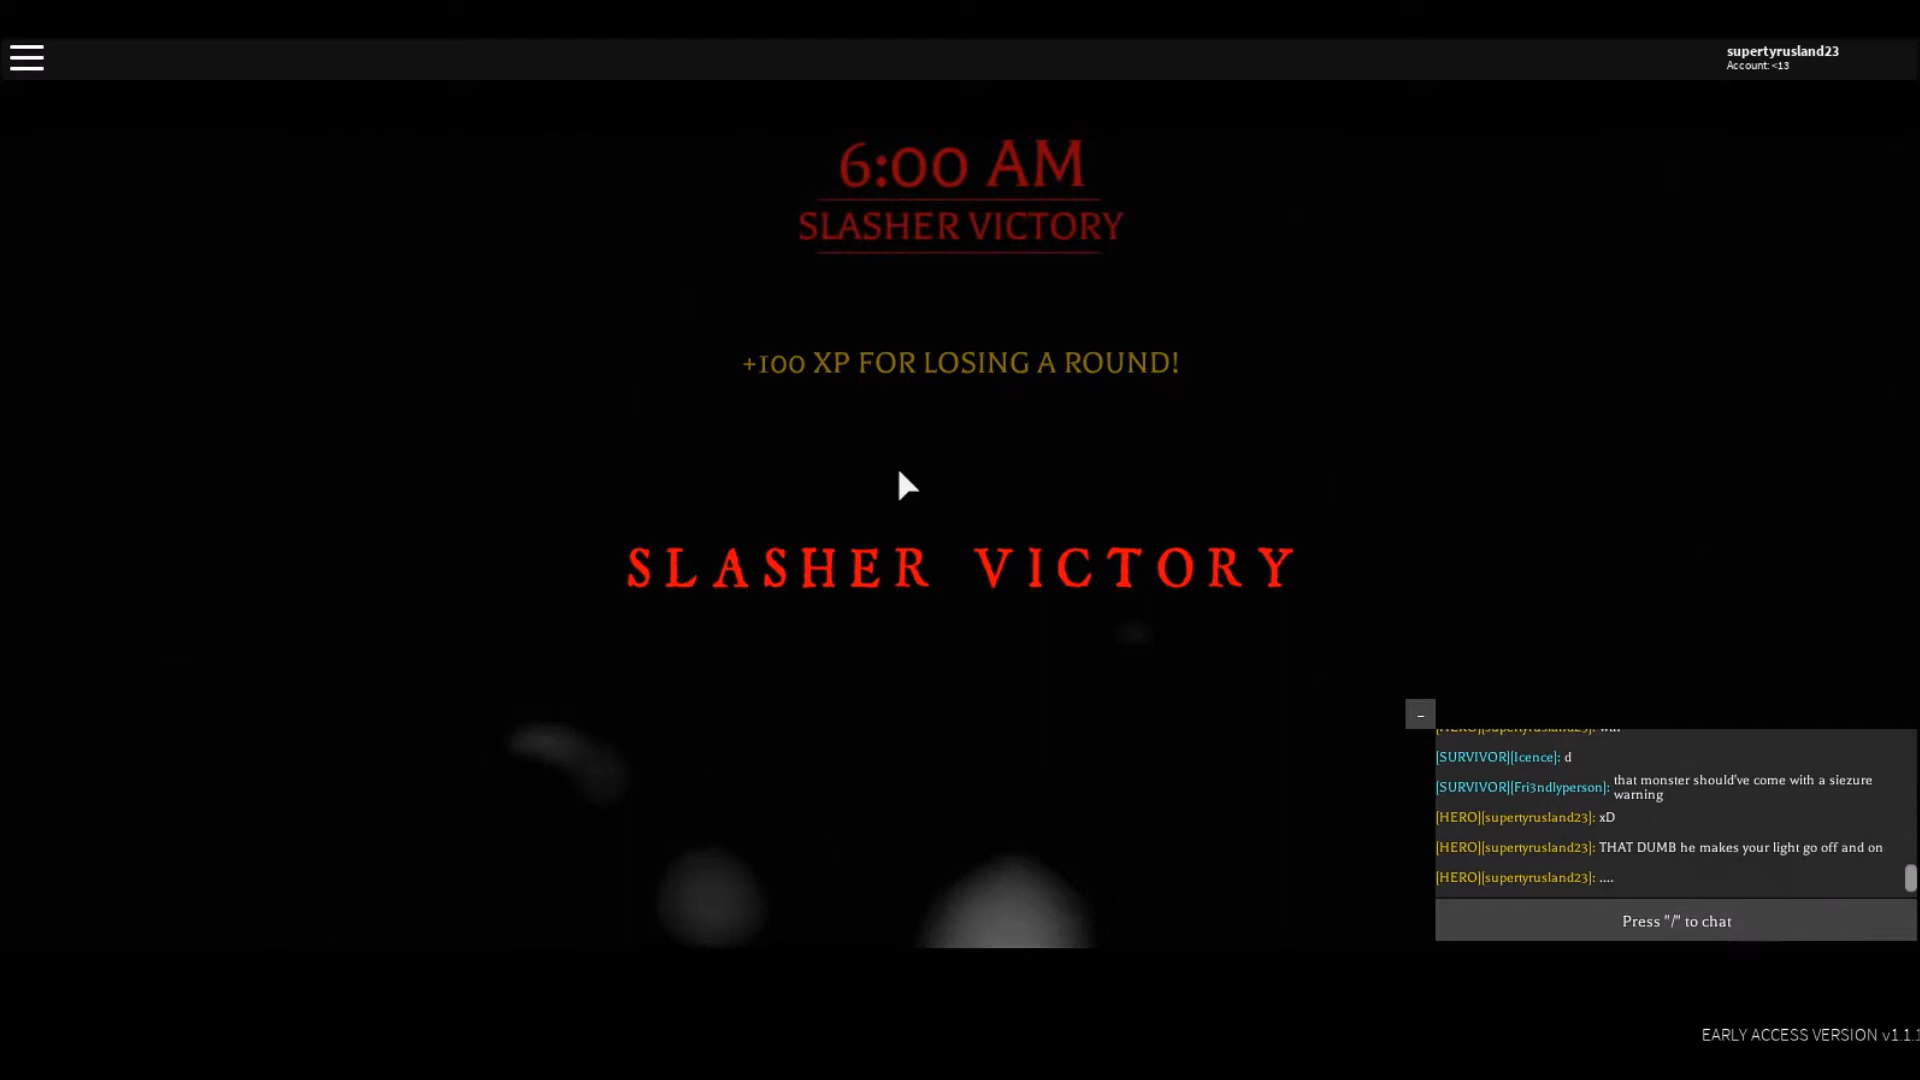 supertyrusland23
Account: <13
6:00 AM
SLASHER VICTORY
+100 XP FOR LOSING A ROUND!
SLASHER VICTORY
[HERO][supertyrusland23]:
[SURVIVOR][Icence]: d
[SURVIVOR][Fri3ndlyperson]: that monster should've come with a siezure
warning
[HERO][supertyrusland23]: xD
[HERO][supertyrusland23]: THAT DUMB he makes your light go off and on
[HERO][supertyrusland23]: ....
Press "/" to chat
EARLY ACCESS VERSION v1.1.1